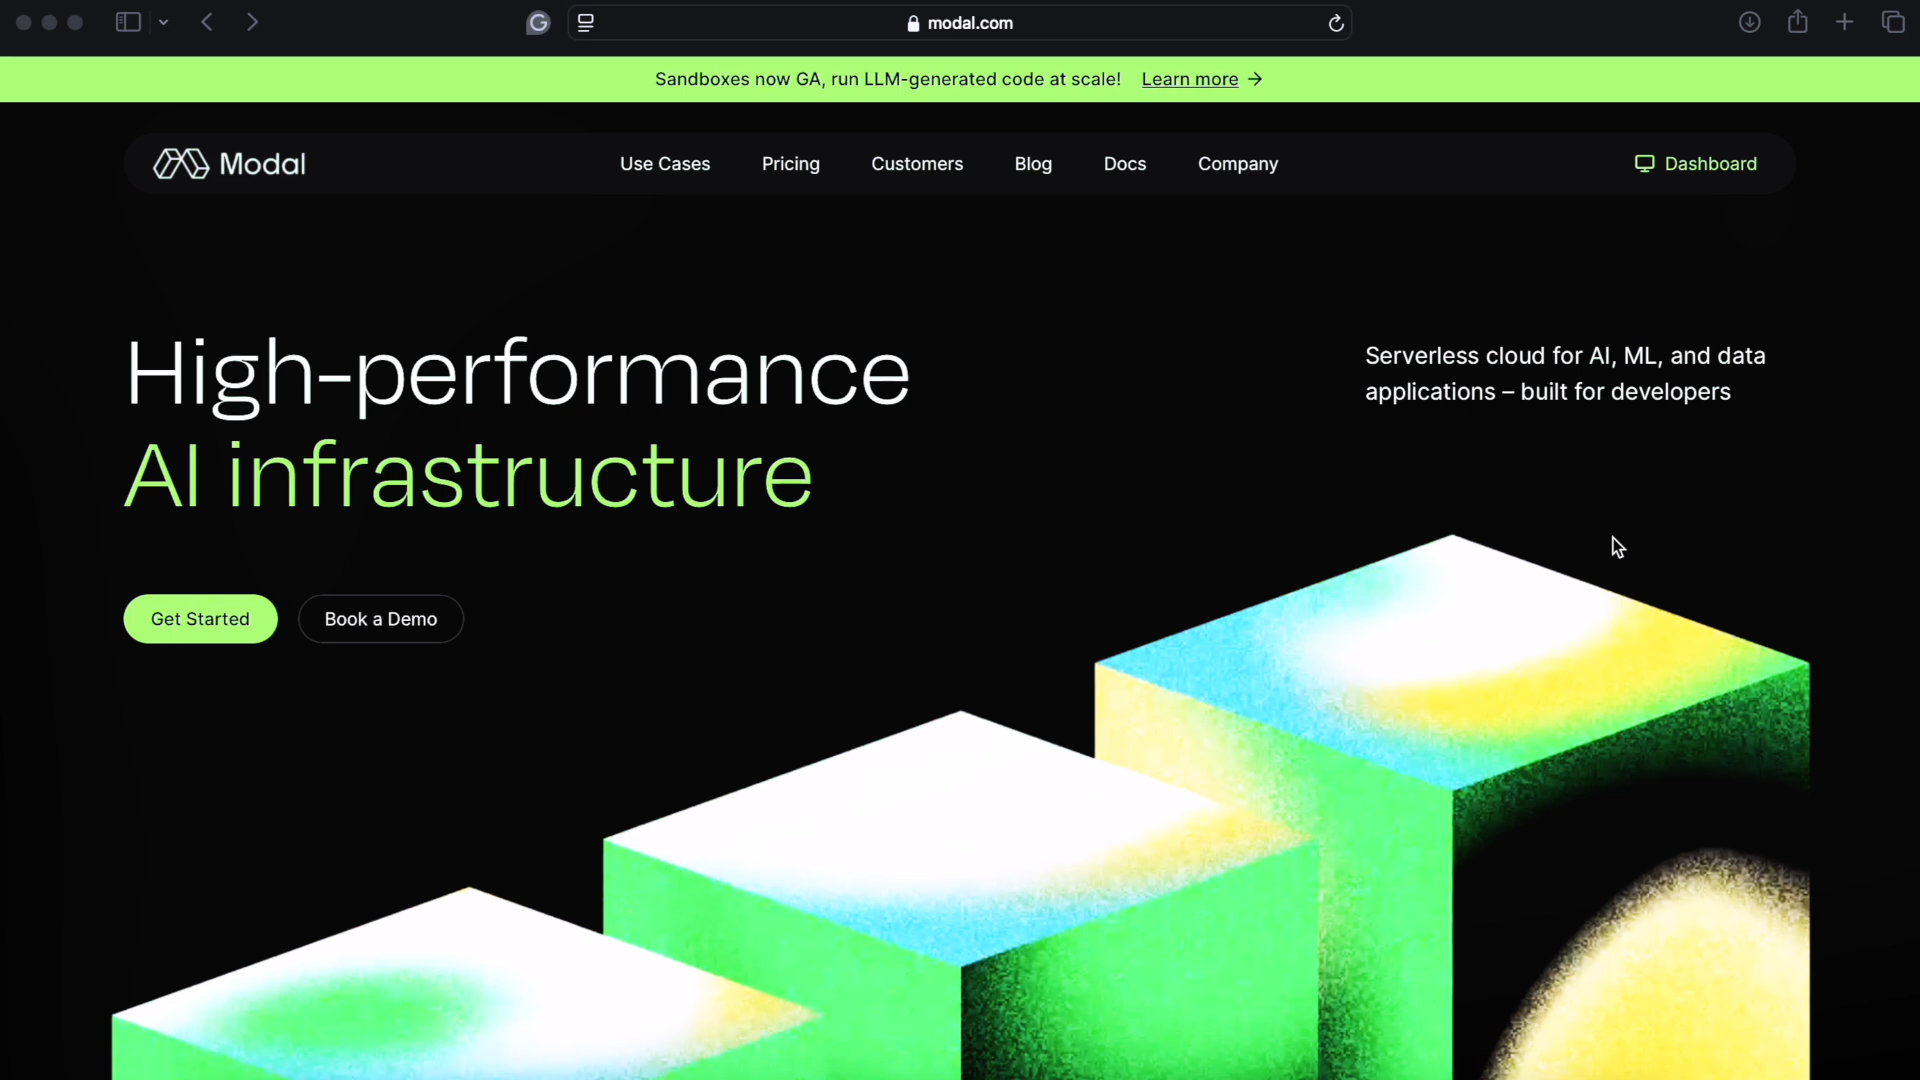 modal.com
Sandboxes now GA, run LLM-generated code at scale! Learn more →
Modal
Use Cases
Pricing
Customers
Blog
Docs
Company
Dashboard
High-performance
AI infrastructure
Serverless cloud for AI, ML, and data
applications – built for developers
Get Started
Book a Demo